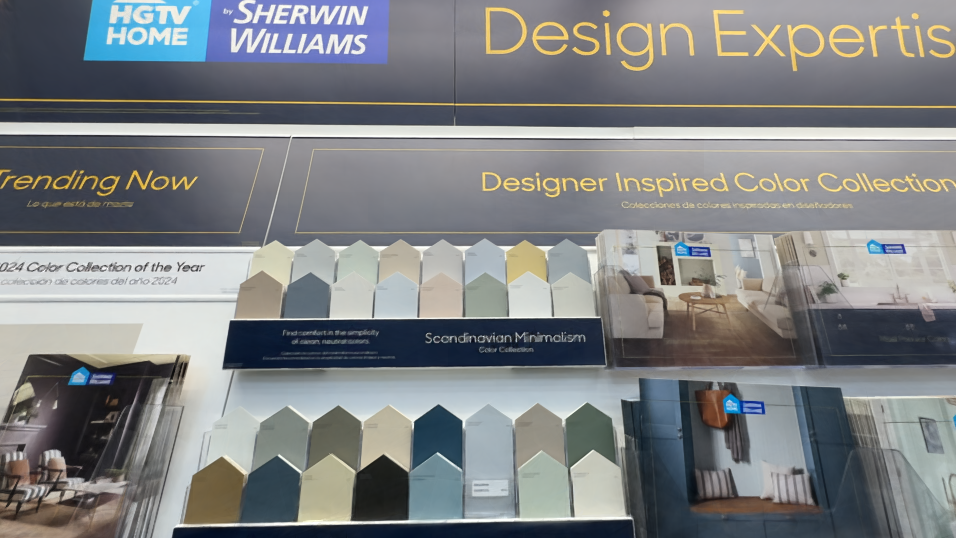 HGTV
HOME
by SHERWIN
WILLIAMS
Design Expertis
Trending Now
Lo que está de moda
Designer Inspired Color Collection
Colecciones de colores inspiradas en diseñadores
024 Color Collection of the Year
colección de colores del año 2024
Find comfort in the simplicity
of clean, neutral colors.
Scandinavian Minimalism
Color Collection